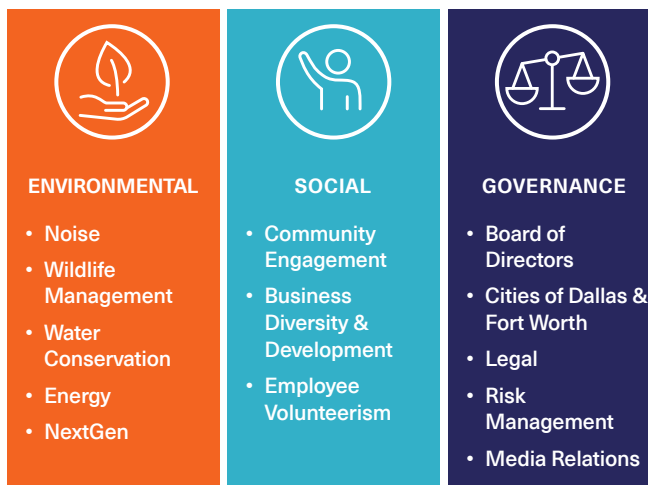 ENVIRONMENTAL
• Noise
• Wildlife
Management
• Water
Conservation
• Energy
• NextGen
SOCIAL
• Community
Engagement
• Business
Diversity &
Development
• Employee
Volunteerism
GOVERNANCE
• Board of
Directors
• Cities of Dallas &
Fort Worth
• Legal
• Risk
Management
• Media Relations